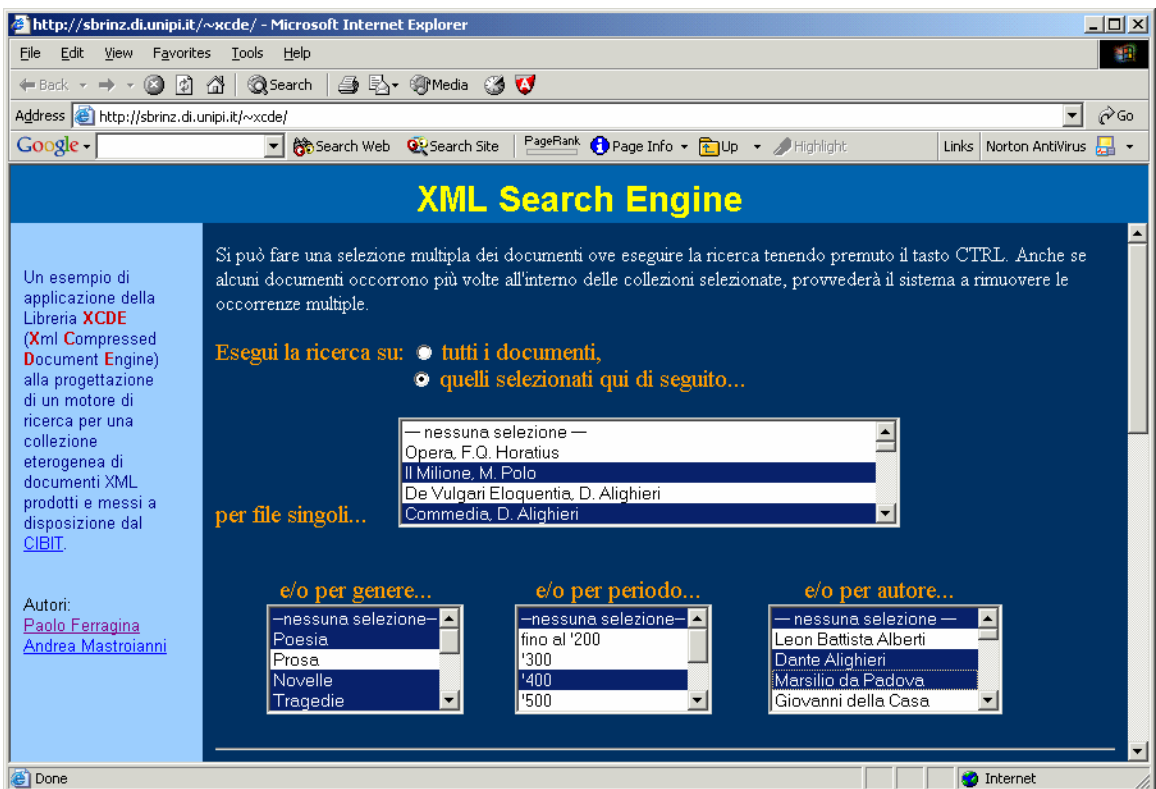 http://sbrinz.di.unipi.it/~xcde/ - Microsoft Internet Explorer
File Edit View Favorites Tools Help
Back Search Media
Address http://sbrinz.di.unipi.it/~xcde/ Go
Google Search Web Search Site PageRank Page Info Up Highlight Links Norton AntiVirus
XML Search Engine
Un esempio di
applicazione della
Libreria XCDE
(Xml Compressed
Document Engine)
alla progettazione
di un motore di
ricerca per una
collezione
eterogenea di
documenti XML
prodotti e messi a
disposizione dal
CIBIT.
Autori:
Paolo Ferragina
Andrea Mastroianni
Si può fare una selezione multipla dei documenti ove eseguire la ricerca tenendo premuto il tasto CTRL. Anche se
alcuni documenti occorrono più volte all'interno delle collezioni selezionate, provvederà il sistema a rimuovere le
occorrenze multiple.
Esegui la ricerca su: tutti i documenti,
quelli selezionati qui di seguito...
per file singoli...
— nessuna selezione —
Opera, F.Q. Horatius
Il Milione, M. Polo
De Vulgari Eloquentia, D. Alighieri
Commedia, D. Alighieri
e/o per genere...
–nessuna selezione–
Poesia
Prosa
Novelle
Tragedie
e/o per periodo...
–nessuna selezione–
fino al '200
'300
'400
'500
e/o per autore...
— nessuna selezione —
Leon Battista Alberti
Dante Alighieri
Marsilio da Padova
Giovanni della Casa
Done Internet